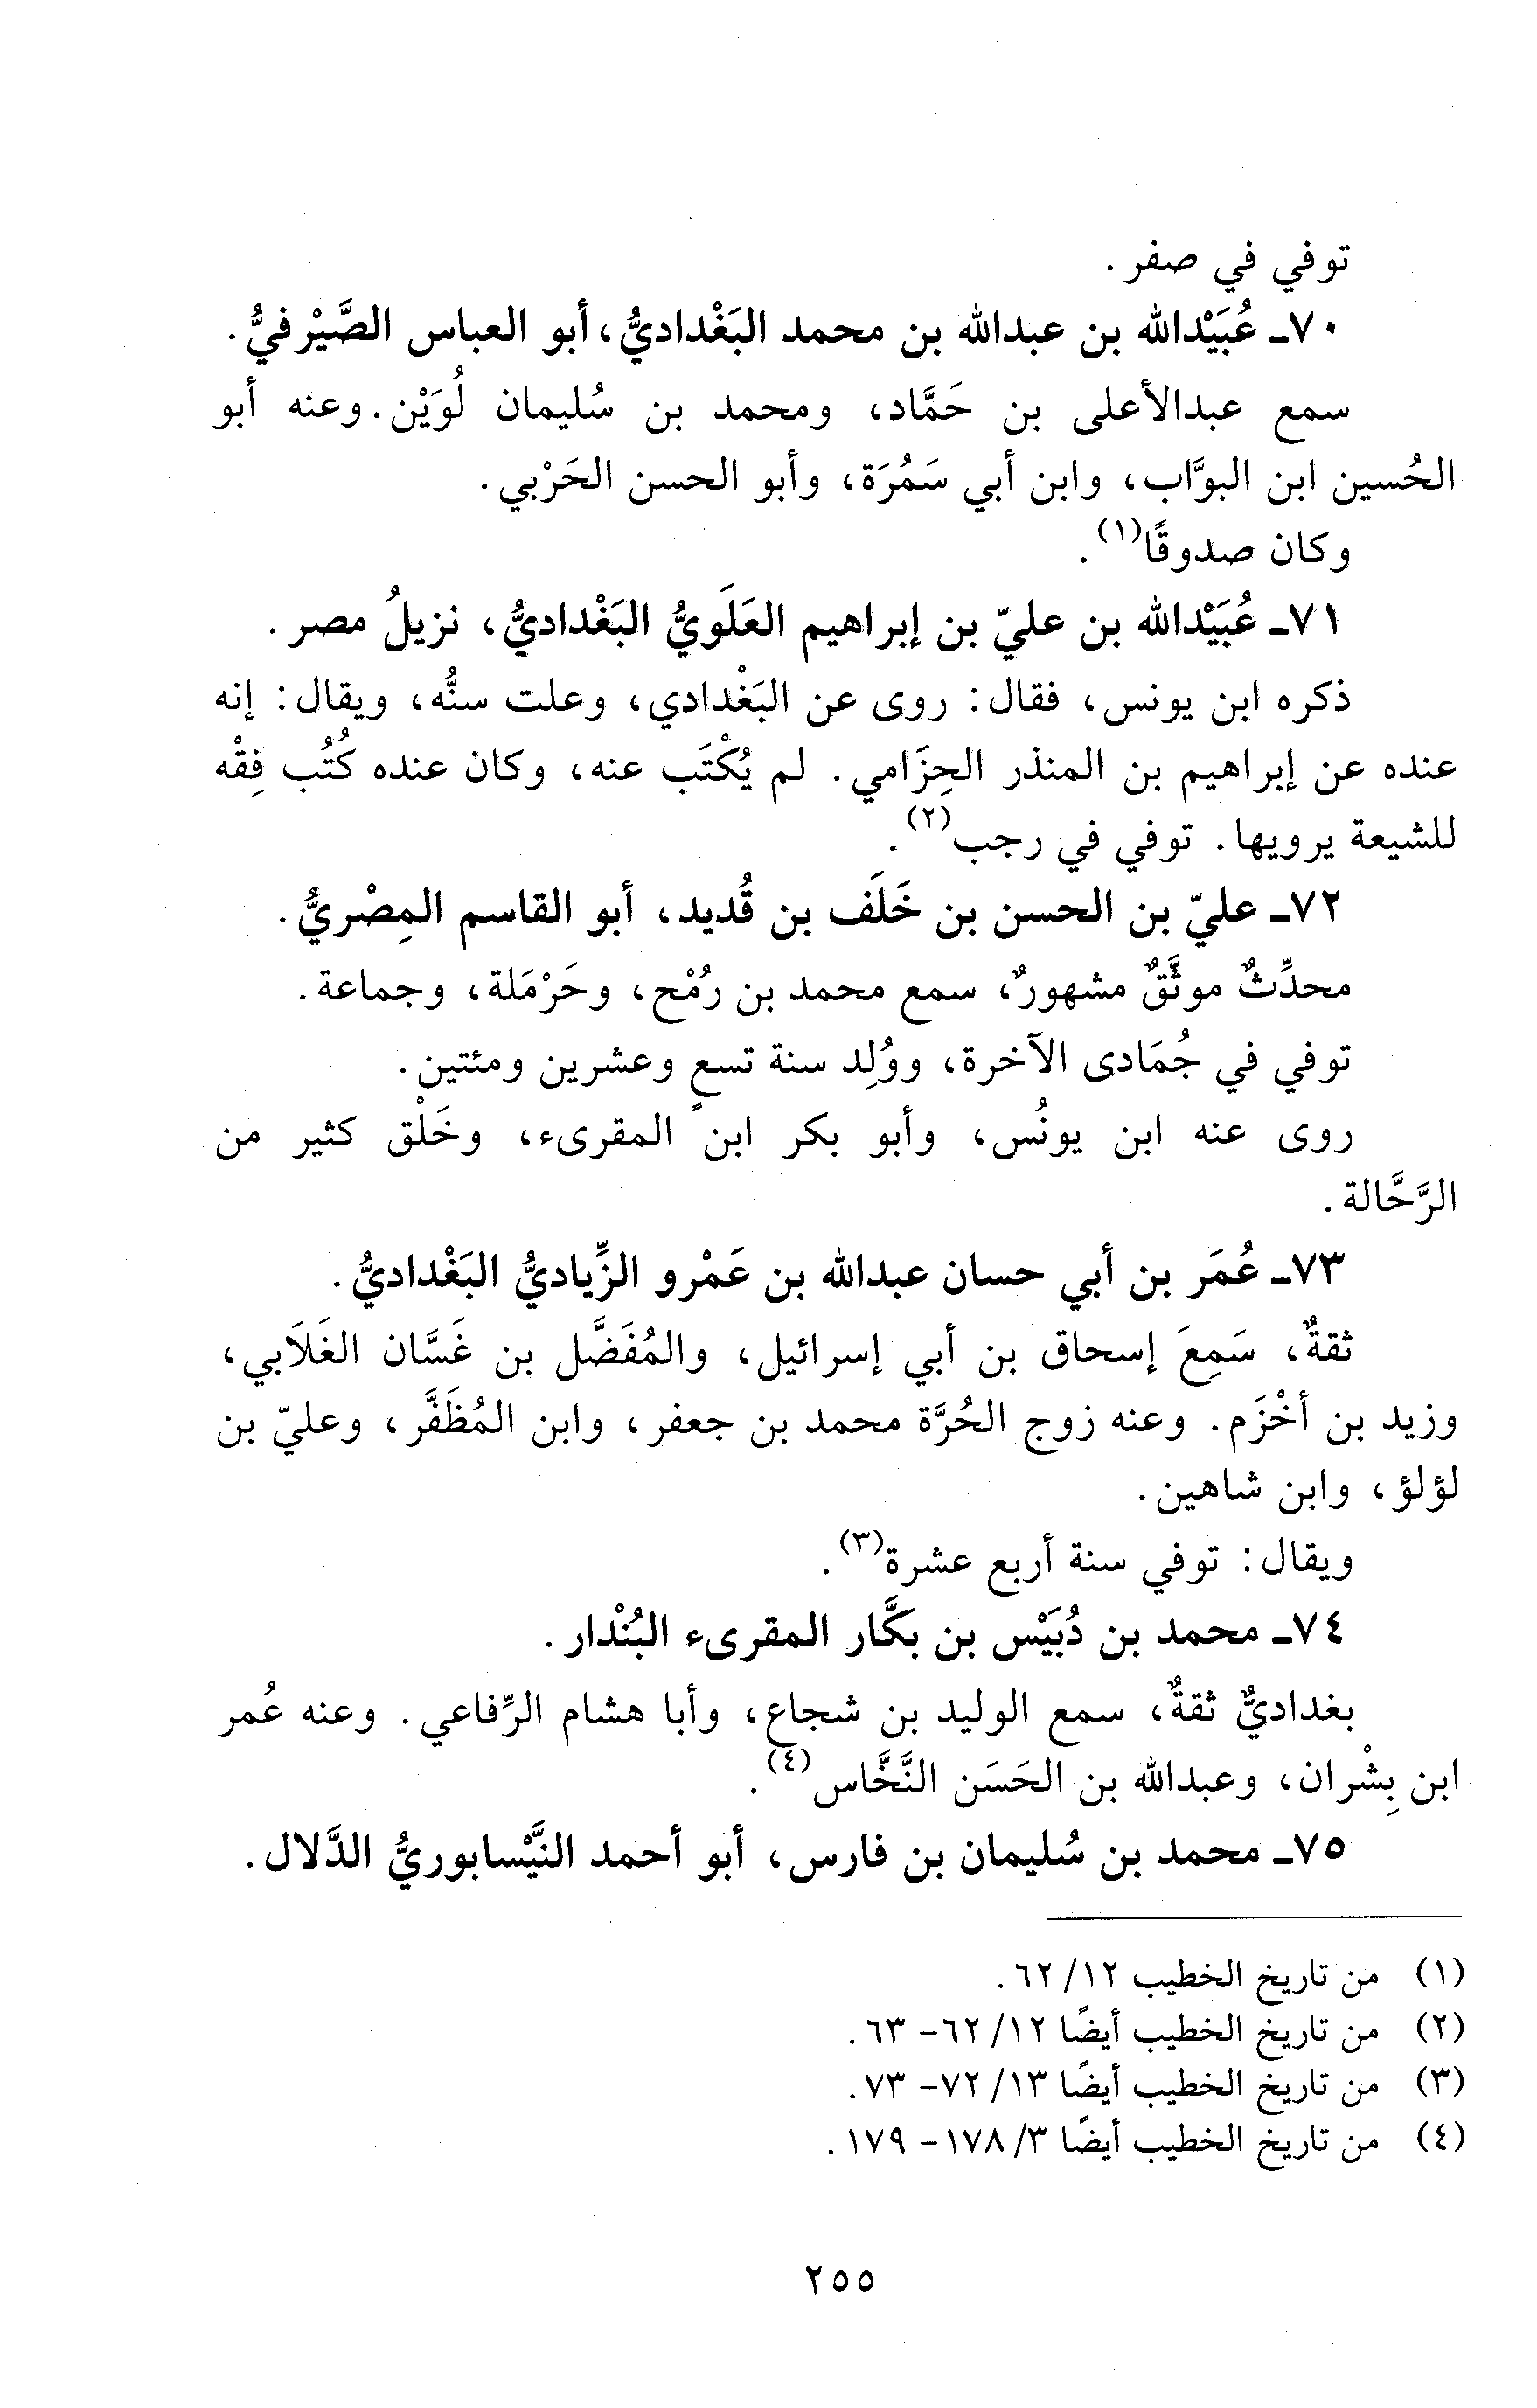 توفي في صفر.
٧٠ـ عُبَيْدالله بن عبدالله بن محمد البَغْداديُّ، أبو العباس الصَّيْرفيُّ.
سمع عبدالأعلى بن حَمَّاد، ومحمد بن سُليمان لُوَيْن. وعنه أبو
الحُسين ابن البوَّاب، وابن أبي سَمُرَة، وأبو الحسن الحَرْبي.
وكان صدوقًا(١).
٧١ـ عُبَيْدالله بن عليّ بن إبراهيم العَلَويُّ البَغْداديُّ، نزيلُ مصر.
ذكره ابن يونس، فقال: روى عن البَغْدادي، وعلت سنُّه، ويقال: إنه
عنده عن إبراهيم بن المنذر الحِزَامي. لم يُكْتَب عنه، وكان عنده كُتُب فِقْه
للشيعة يرويها. توفي في رجب(٢).
٧٢ـ عليّ بن الحسن بن خَلَف بن قُديد، أبو القاسم المِصْريُّ.
محدِّثٌ موثَّقٌ مشهورٌ، سمع محمد بن رُمْح، وحَرْمَلة، وجماعة.
توفي في جُمَادى الآخرة، ووُلِد سنة تسعٍ وعشرين ومئتين.
روى عنه ابن يونُس، وأبو بكر ابن المقرىء، وخَلْق كثير من
الرَّحَّالة.
٧٣ـ عُمَر بن أبي حسان عبدالله بن عَمْرو الزِّياديُّ البَغْداديُّ.
ثقةٌ، سَمِعَ إسحاق بن أبي إسرائيل، والمُفَضَّل بن غَسَّان الغَلاَبي،
وزيد بن أخْزَم. وعنه زوج الحُرَّة محمد بن جعفر، وابن المُظَفَّر، وعليّ بن
لؤلؤ، وابن شاهين.
ويقال: توفي سنة أربع عشرة(٣).
٧٤ـ محمد بن دُبَيْس بن بكَّار المقرىء البُنْدار.
بغداديٌّ ثقةٌ، سمع الوليد بن شجاع، وأبا هشام الرِّفاعي. وعنه عُمر
ابن بِشْران، وعبدالله بن الحَسَن النَّخَّاس(٤).
٧٥ـ محمد بن سُليمان بن فارس، أبو أحمد النَّيْسابوريُّ الدَّلال.
(١) من تاريخ الخطيب ١٢/ ٦٢.
(٢) من تاريخ الخطيب أيضًا ١٢/ ٦٢- ٦٣.
(٣) من تاريخ الخطيب أيضًا ١٣/ ٧٢- ٧٣.
(٤) من تاريخ الخطيب أيضًا ٣/ ١٧٨- ١٧٩.
٢٥٥